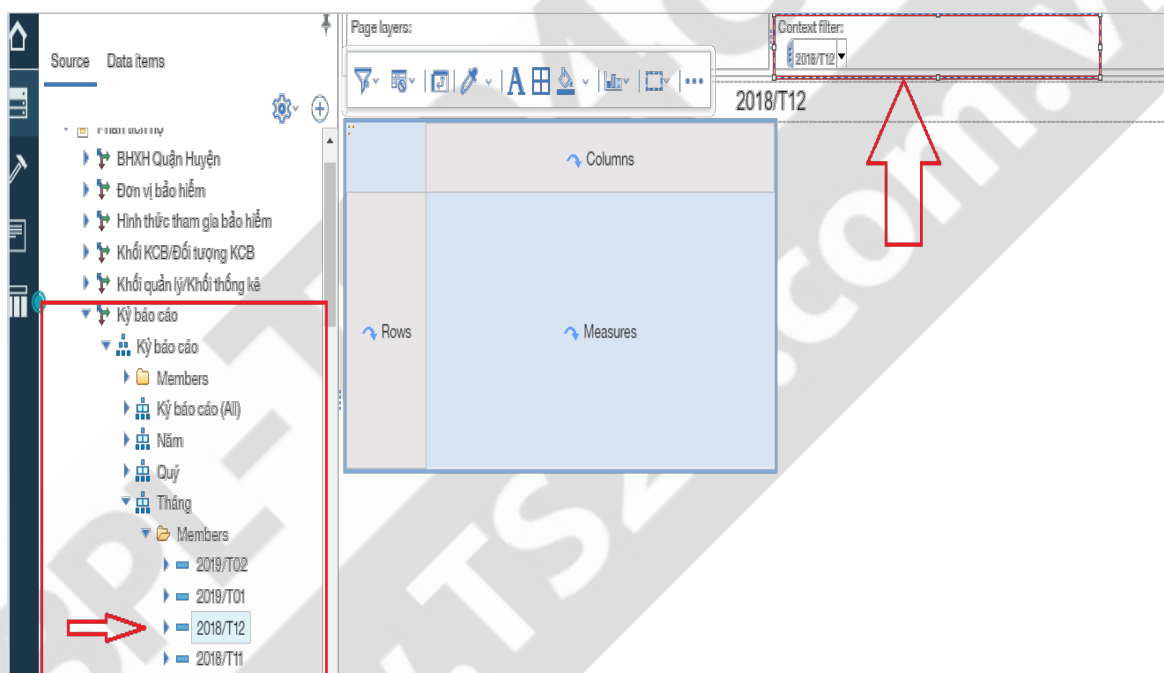 Page layers:
Context filter:
2018/T12
Source Data items
2018/T12
Columns
Rows
Measures
BHXH Quận Huyện
Đơn vị bảo hiểm
Hình thức tham gia bảo hiểm
Khối KCB/Đối tượng KCB
Khối quản lý/Khối thống kê
Kỳ báo cáo
Kỳ báo cáo
Members
Kỳ báo cáo (All)
Năm
Quý
Tháng
Members
2019/T02
2019/T01
2018/T12
2018/T11